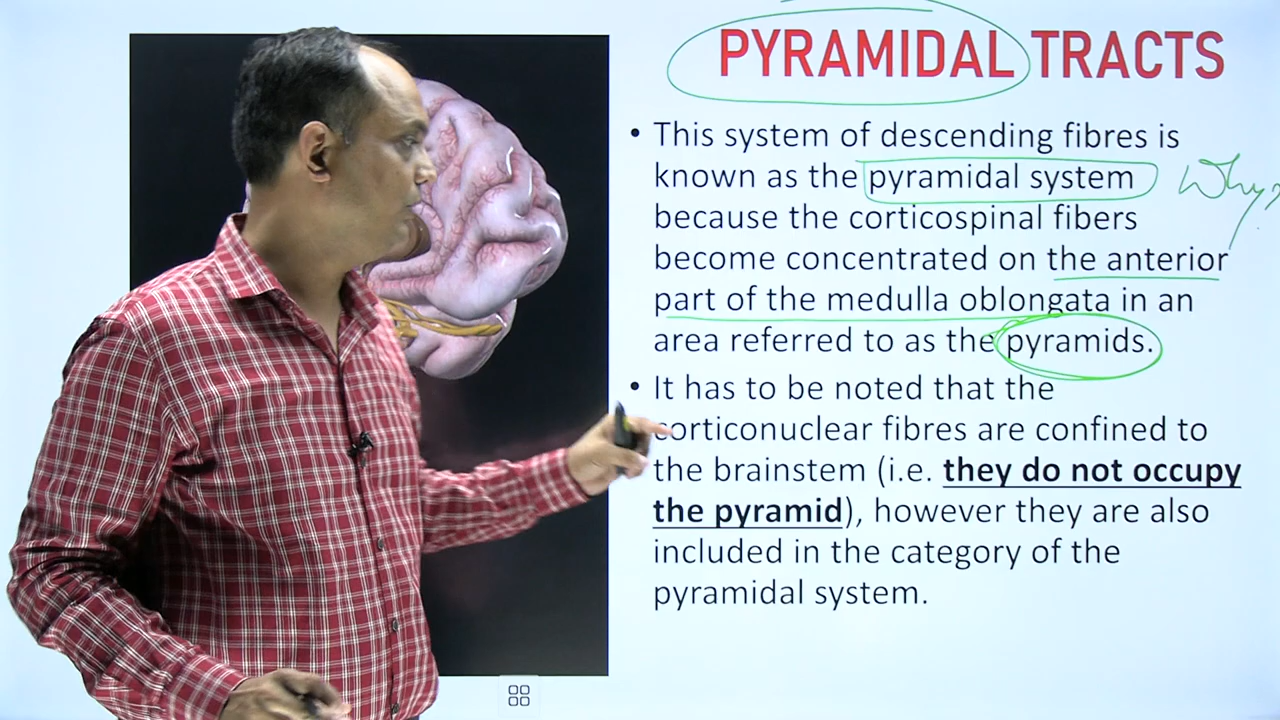 PYRAMIDAL TRACTS
• This system of descending fibres is
known as the pyramidal system
Why?
because the corticospinal fibers
become concentrated on the anterior
part of the medulla oblongata in an
area referred to as the pyramids.
• It has to be noted that the
corticonuclear fibres are confined to
the brainstem (i.e. they do not occupy
the pyramid), however they are also
included in the category of the
pyramidal system.